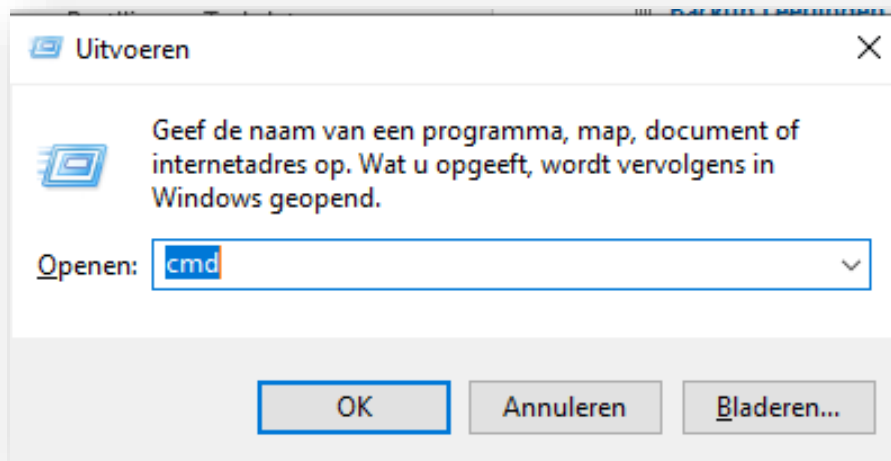 Uitvoeren
Geef de naam van een programma, map, document of
internetadres op. Wat u opgeeft, wordt vervolgens in
Windows geopend.
Openen: cmd
OK Annuleren Bladeren...